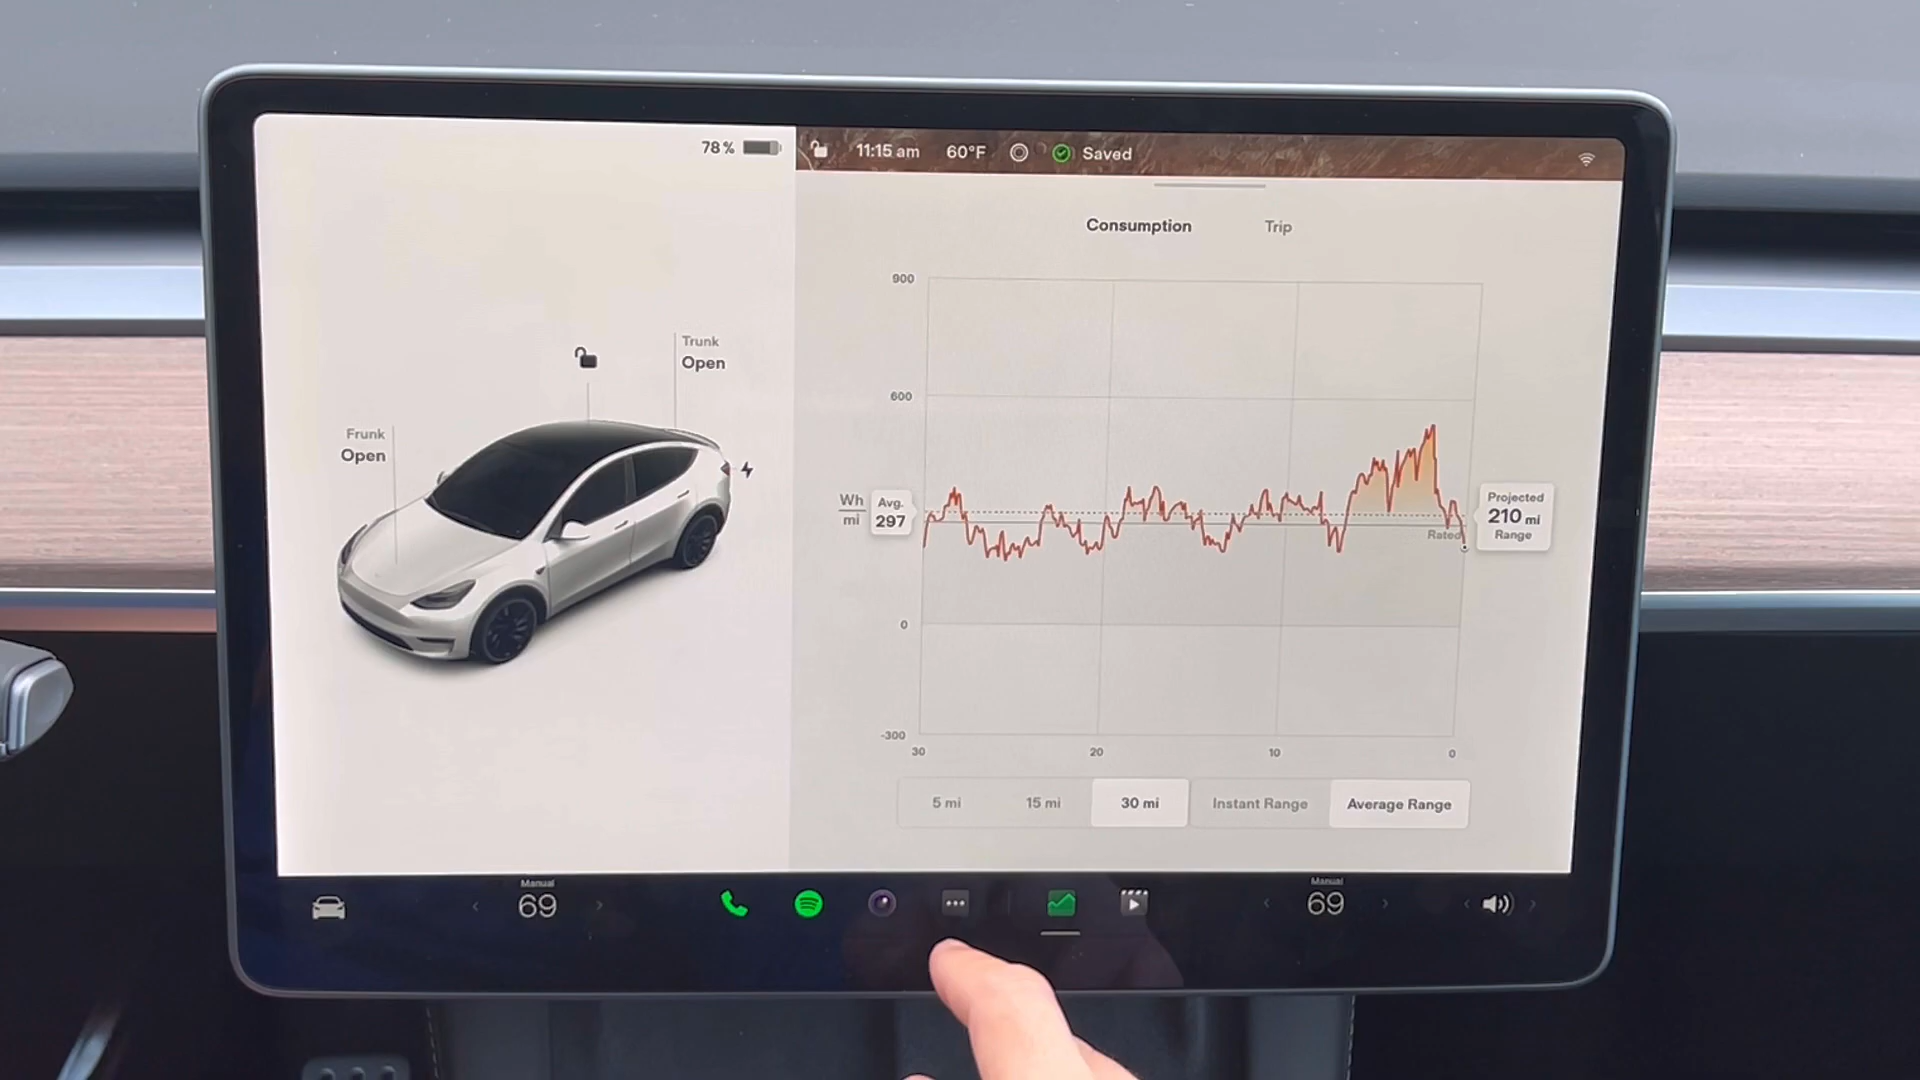 78%
11:15 am 60°F Saved
Consumption Trip
Trunk
Open
Frunk
Open
900
600
Wh
mi
Avg.
297
Rated
Projected
210 mi
Range
0
-300
30 20 10 0
5 mi 15 mi 30 mi Instant Range Average Range
Manual
69
Manual
69